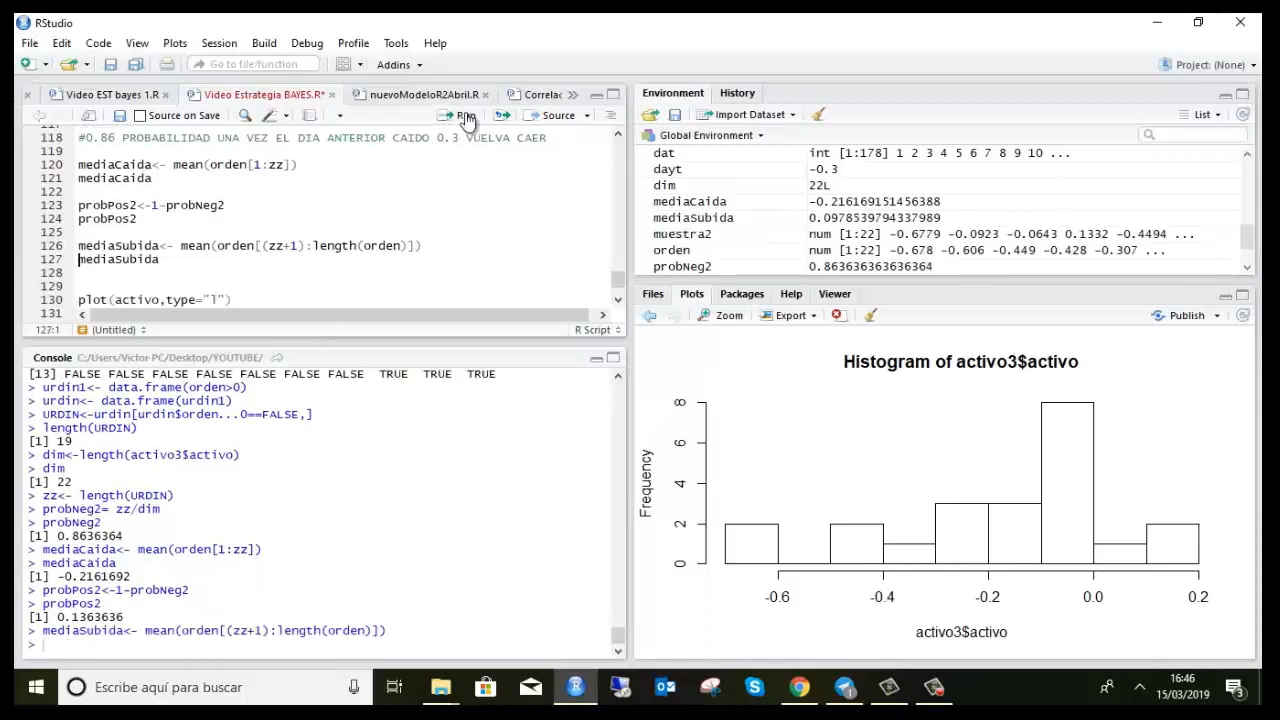 RStudio
File Edit Code View Plots Session Build Debug Profile Tools Help
Go to file/function Addins Project: (None)
Video EST bayes 1.R Video Estrategia BAYES.R* nuevoModeloR2Abril.R Correlac
Source on Save Run Source
117
118 #0.86 PROBABILIDAD UNA VEZ EL DIA ANTERIOR CAIDO 0.3 VUELVA CAER
119
120 mediaCaida<- mean(orden[1:zz])
121 mediaCaida
122
123 probPos2<-1-probNeg2
124 probPos2
125
126 mediaSubida<- mean(orden[(zz+1):length(orden)])
127 mediaSubida
128
129
130 plot(activo,type="l")
131
127:1 (Untitled) R Script
Console C:/Users/Victor-PC/Desktop/YOUTUBE/
[13] FALSE FALSE FALSE FALSE FALSE FALSE FALSE TRUE TRUE TRUE
> urdin1<- data.frame(orden>0)
> urdin<- data.frame(urdin1)
> URDIN<-urdin[urdin$orden...0==FALSE,]
> length(URDIN)
[1] 19
> dim<-length(activo3$activo)
> dim
[1] 22
> zz<- length(URDIN)
> probNeg2= zz/dim
> probNeg2
[1] 0.8636364
> mediaCaida<- mean(orden[1:zz])
> mediaCaida
[1] -0.2161692
> probPos2<-1-probNeg2
> probPos2
[1] 0.1363636
> mediaSubida<- mean(orden[(zz+1):length(orden)])
>
Environment History
Import Dataset List
Global Environment
dat int [1:178] 1 2 3 4 5 6 7 8 9 10 ...
dayt -0.3
dim 22L
mediaCaida -0.216169151456388
mediaSubida 0.0978539794337989
muestra2 num [1:22] -0.6779 -0.0923 -0.0643 0.1332 -0.4494 ...
orden num [1:22] -0.678 -0.606 -0.449 -0.428 -0.307 ...
probNeg2 0.863636363636364
Files Plots Packages Help Viewer
Zoom Export Publish
Histogram of activo3$activo
Frequency
8
6
4
2
0
-0.6 -0.4 -0.2 0.0 0.2
activo3$activo
Escribe aquí para buscar
16:46
15/03/2019
3